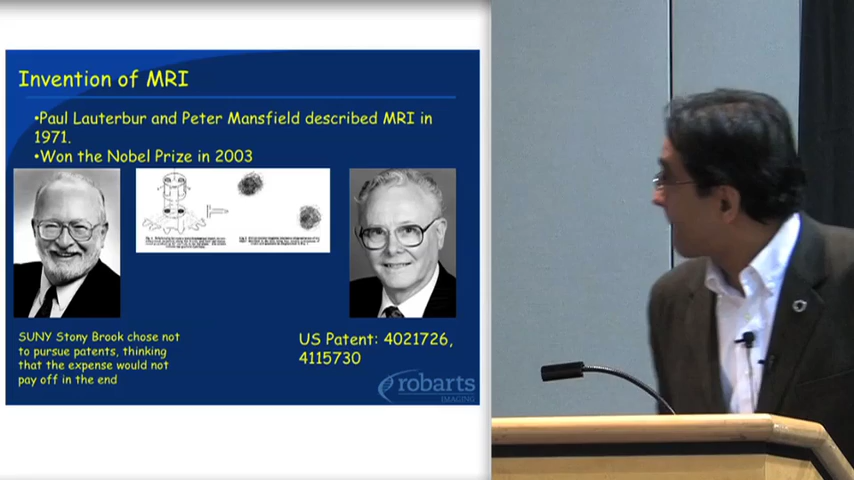 Invention of MRI
•Paul Lauterbur and Peter Mansfield described MRI in
1971.
•Won the Nobel Prize in 2003
SUNY Stony Brook chose not
to pursue patents, thinking
that the expense would not
pay off in the end
US Patent: 4021726,
4115730
robarts
IMAGING